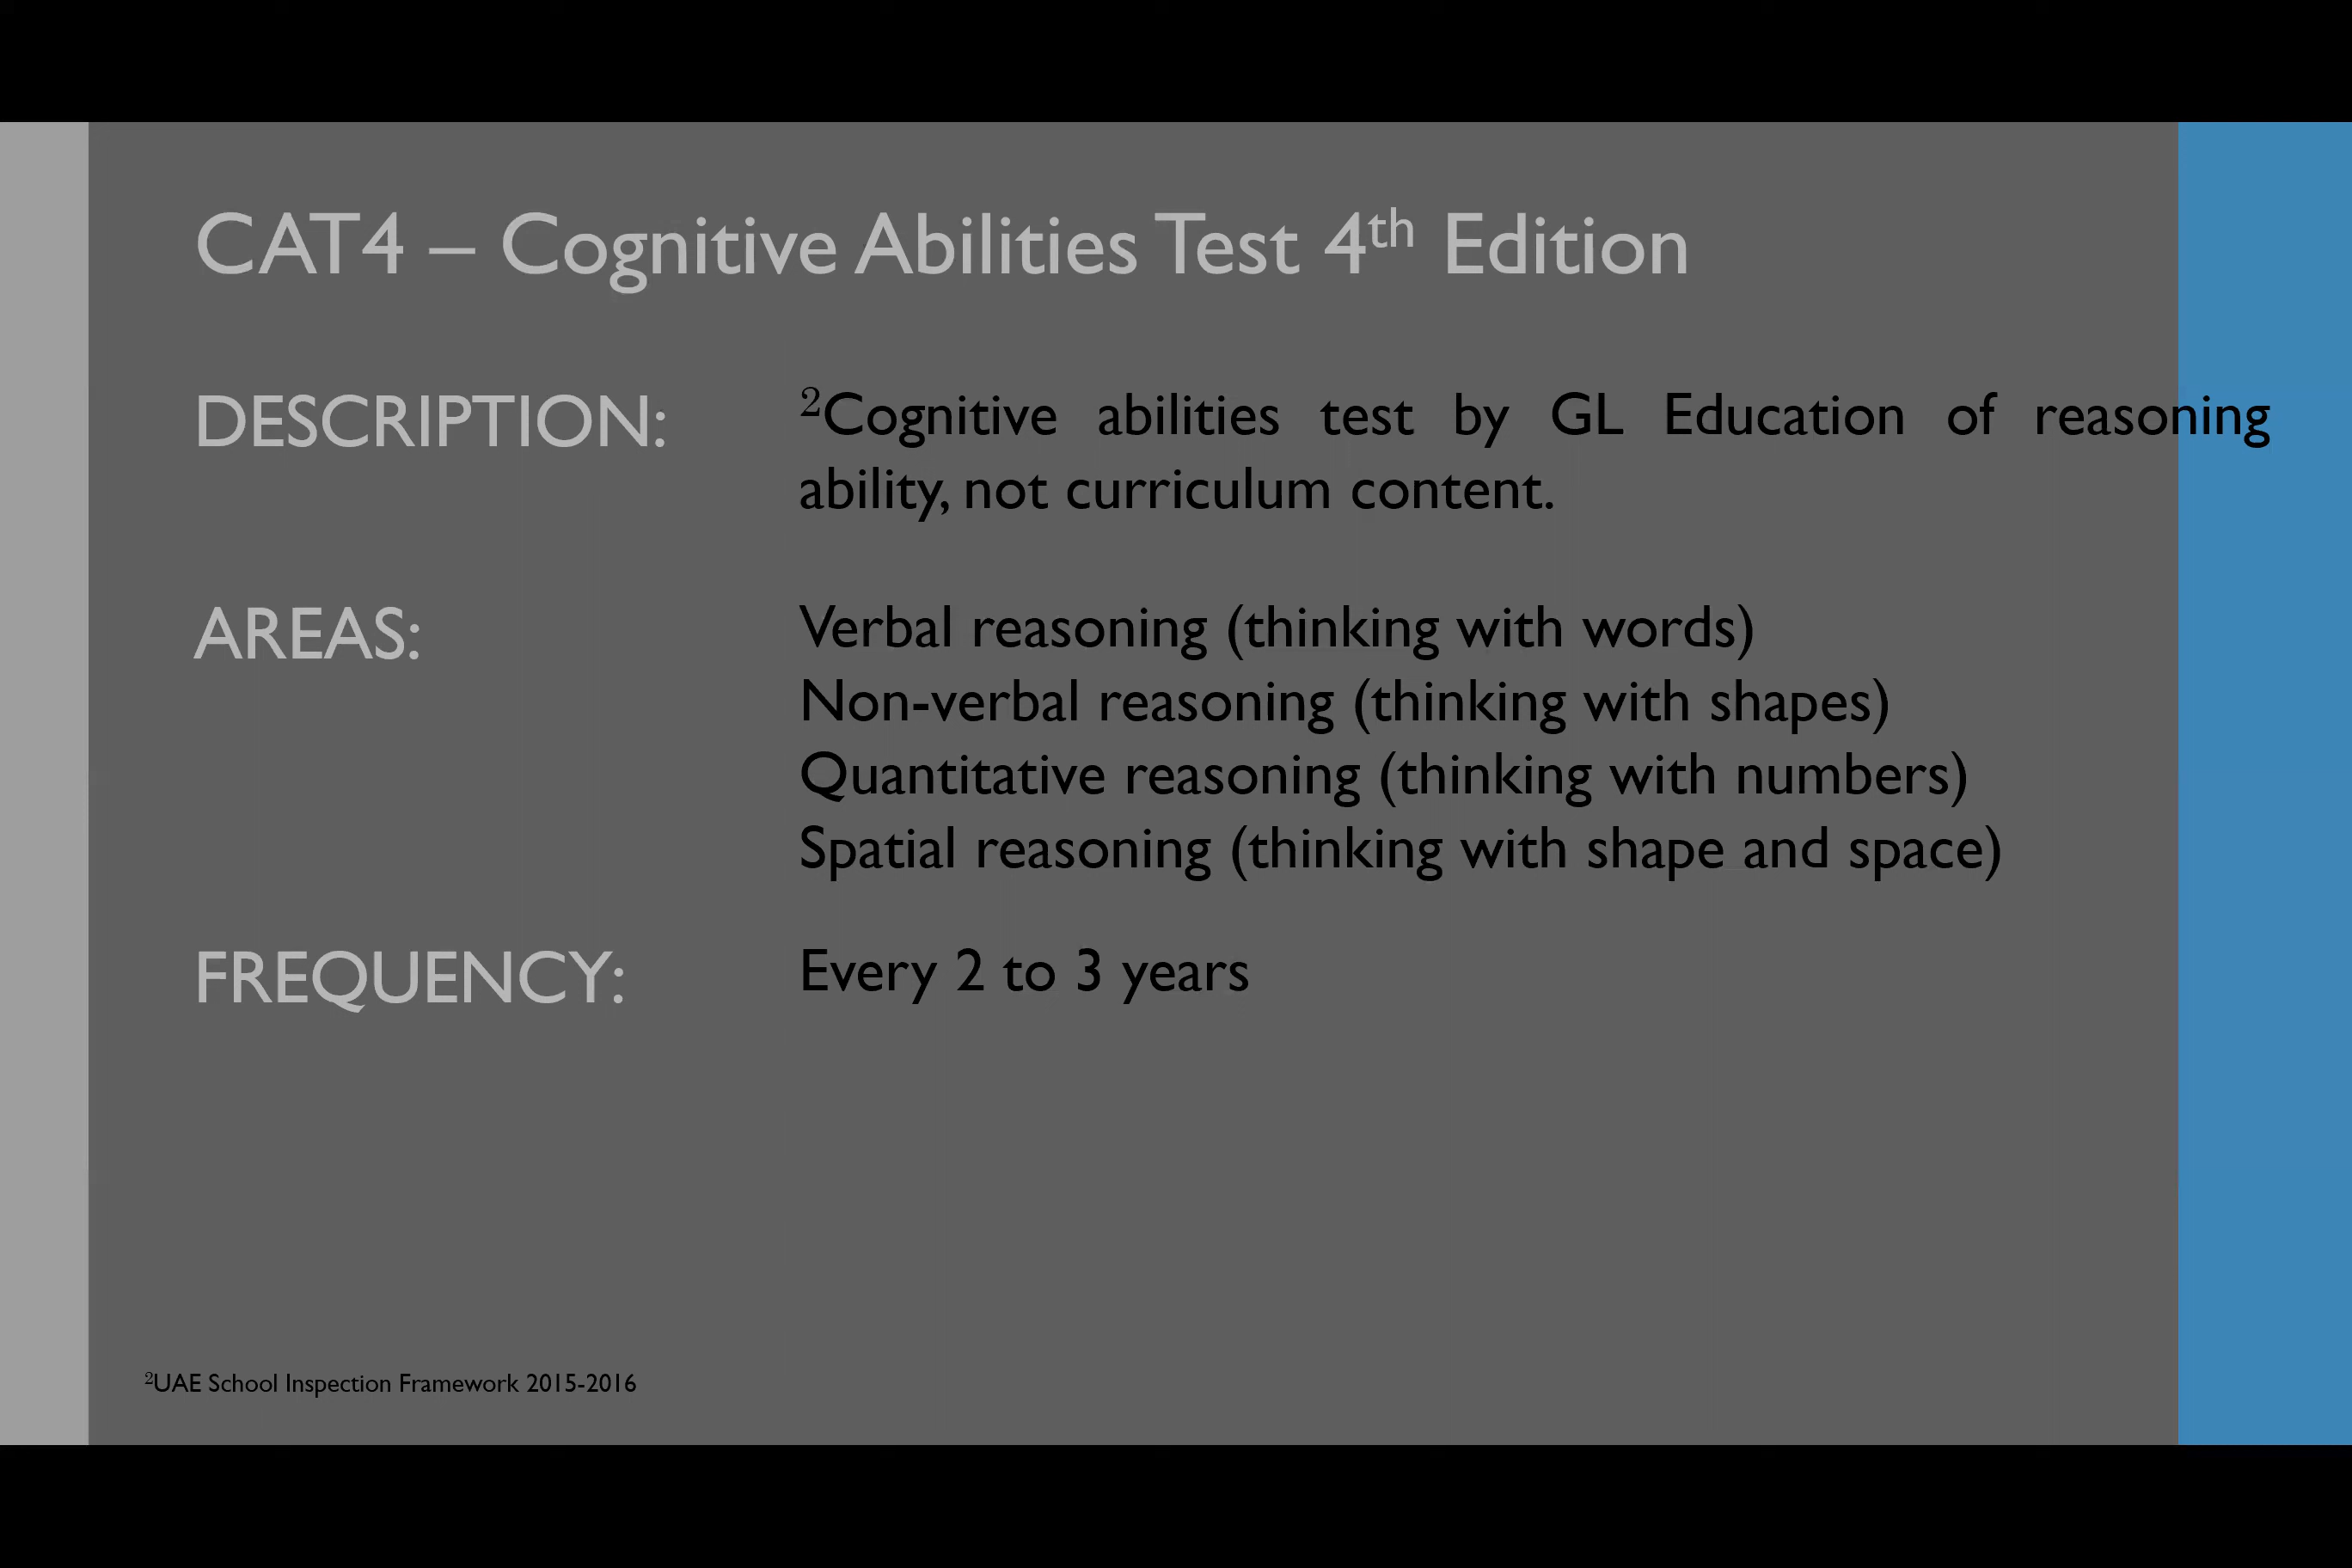 CAT4 – Cognitive Abilities Test 4th Edition
DESCRIPTION:
²Cognitive abilities test by GL Education of reasoning
ability, not curriculum content.
AREAS:
Verbal reasoning (thinking with words)
Non-verbal reasoning (thinking with shapes)
Quantitative reasoning (thinking with numbers)
Spatial reasoning (thinking with shape and space)
FREQUENCY:
Every 2 to 3 years
²UAE School Inspection Framework 2015-2016